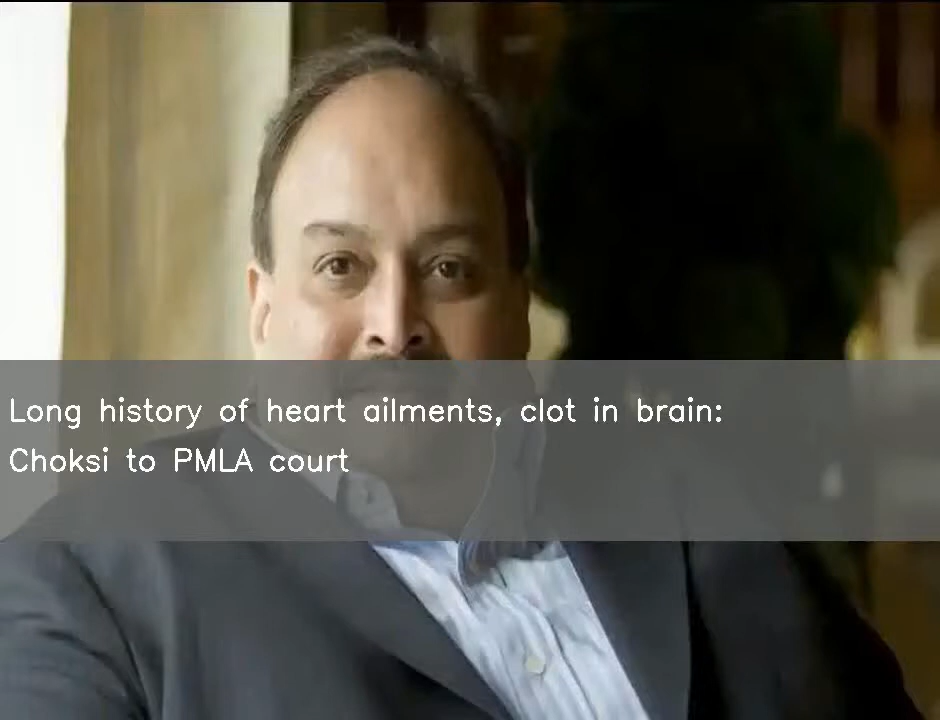 Long history of heart ailments, clot in brain:
Choksi to PMLA court